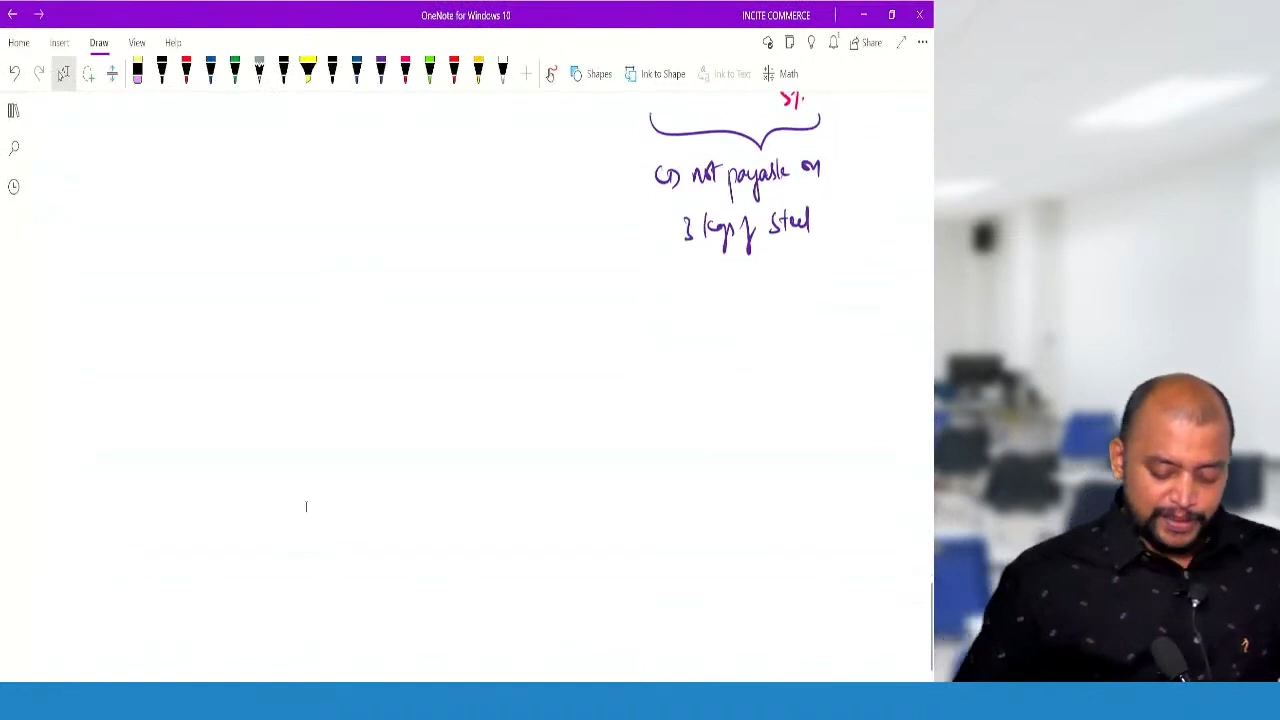 OneNote for Windows 10
INCITE COMMERCE
Home Insert Draw View Help
Share
Shapes Ink to Shape Ink to Text Math
5%
CD not payable on
3 kgs of Steel